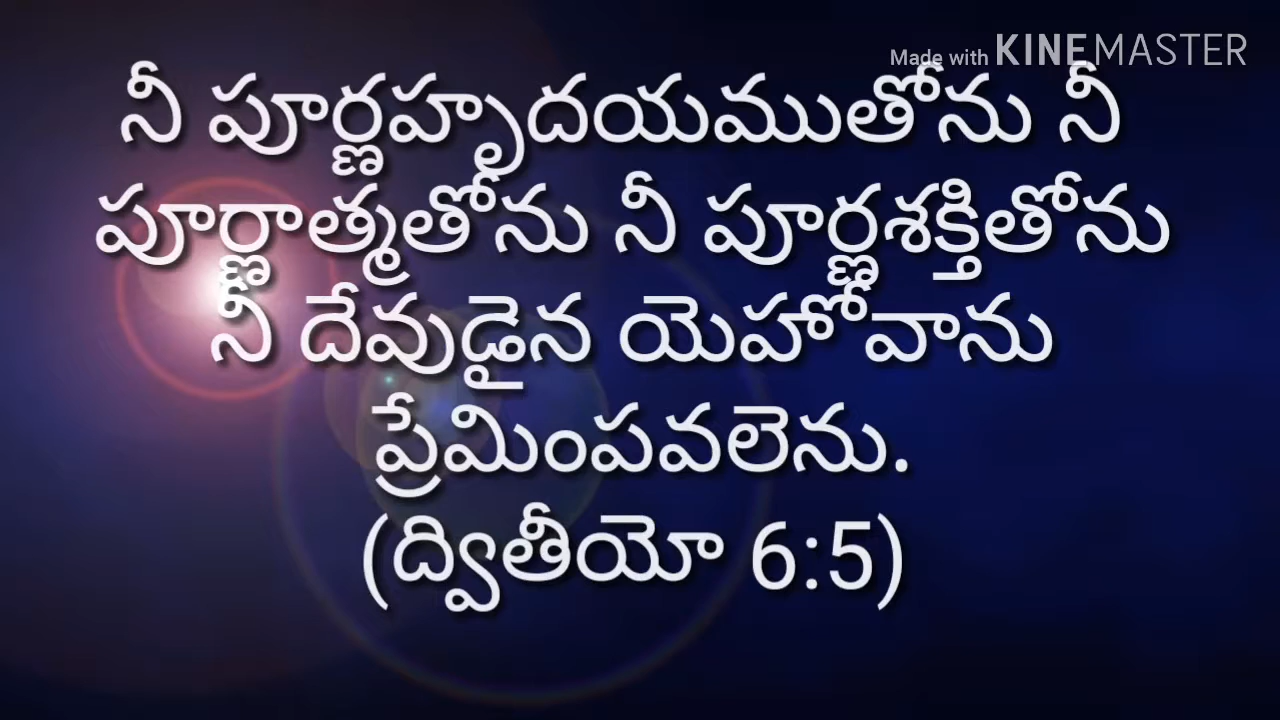 Made with KINEMASTER
నీ పూర్ణహృదయముతోను నీ
పూర్ణాత్మతోను నీ పూర్ణశక్తితోను
నీ దేవుడైన యెహోవాను
ప్రేమింపవలెను.
(ద్వితీయో 6:5)